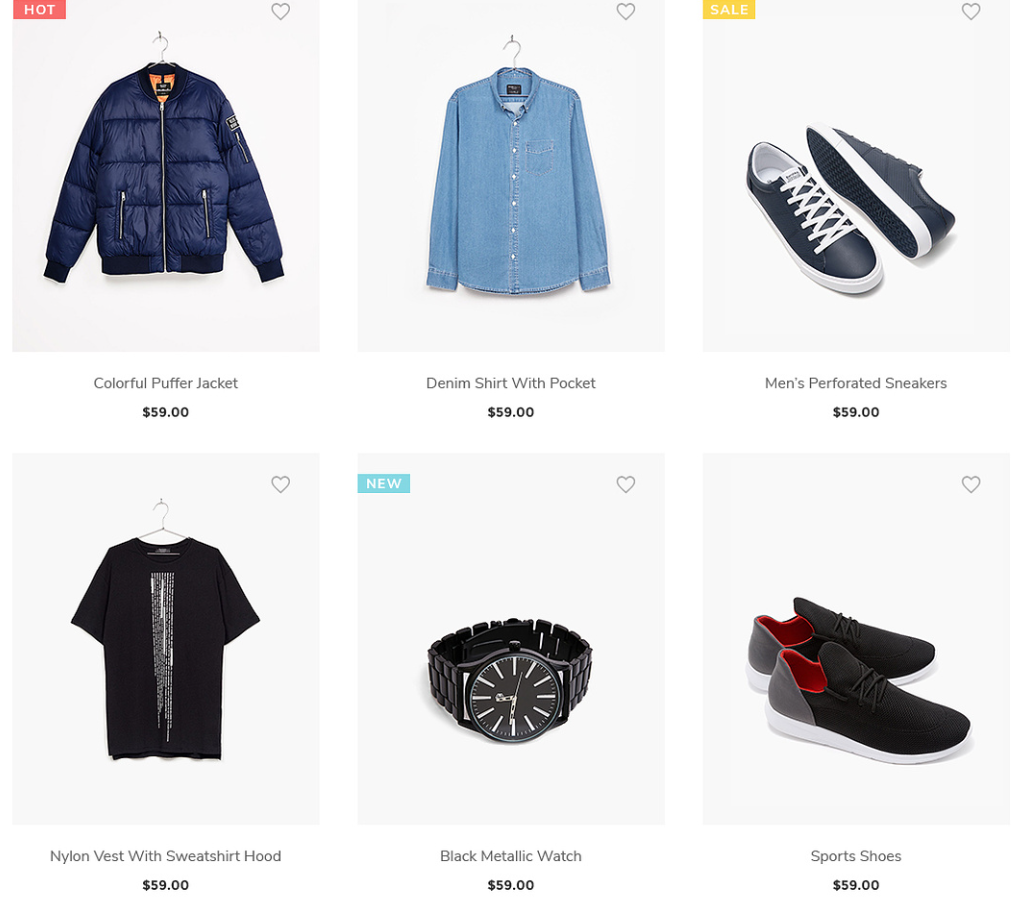 HOT
SALE
Colorful Puffer Jacket
Denim Shirt With Pocket
Men’s Perforated Sneakers
$59.00
$59.00
$59.00
NEW
Nylon Vest With Sweatshirt Hood
Black Metallic Watch
Sports Shoes
$59.00
$59.00
$59.00